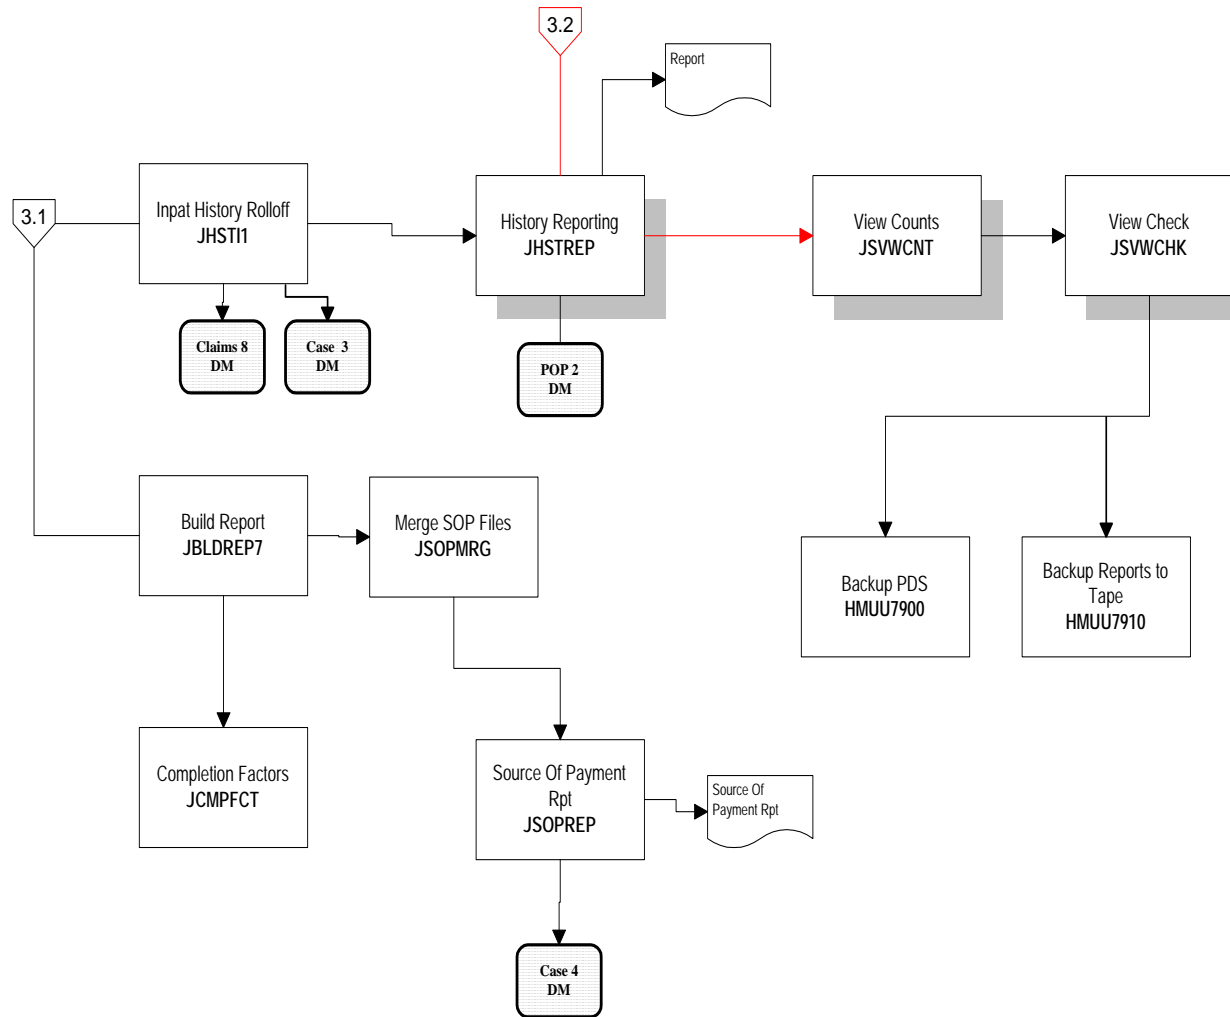 3.2
Report
3.1
Inpat History Rolloff
JHSTI1
History Reporting
JHSTREP
View Counts
JSVWCNT
View Check
JSVWCHK
Claims 8
DM
Case 3
DM
POP 2
DM
Build Report
JBLDREP7
Merge SOP Files
JSOPMRG
Backup PDS
HMUU7900
Backup Reports to
Tape
HMUU7910
Completion Factors
JCMPFCT
Source Of Payment
Rpt
JSOPREP
Source Of
Payment Rpt
Case 4
DM